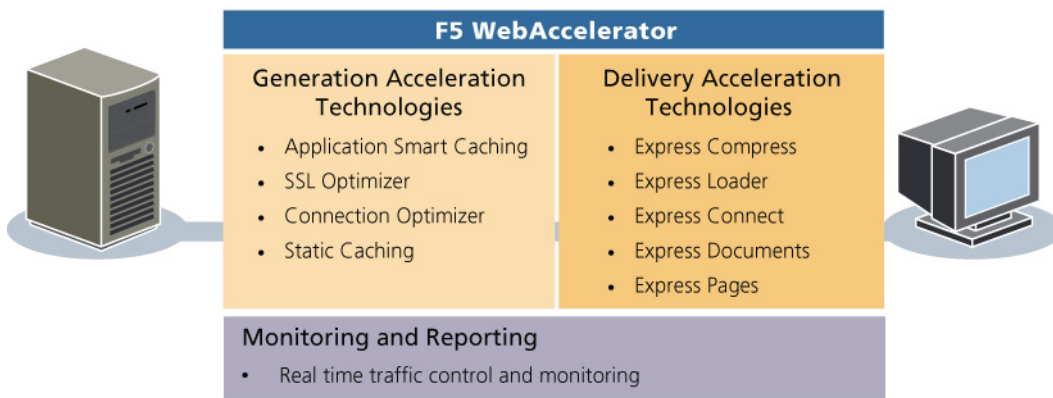 F5 WebAccelerator
Generation Acceleration
Technologies
• Application Smart Caching
• SSL Optimizer
• Connection Optimizer
• Static Caching
Delivery Acceleration
Technologies
• Express Compress
• Express Loader
• Express Connect
• Express Documents
• Express Pages
Monitoring and Reporting
• Real time traffic control and monitoring